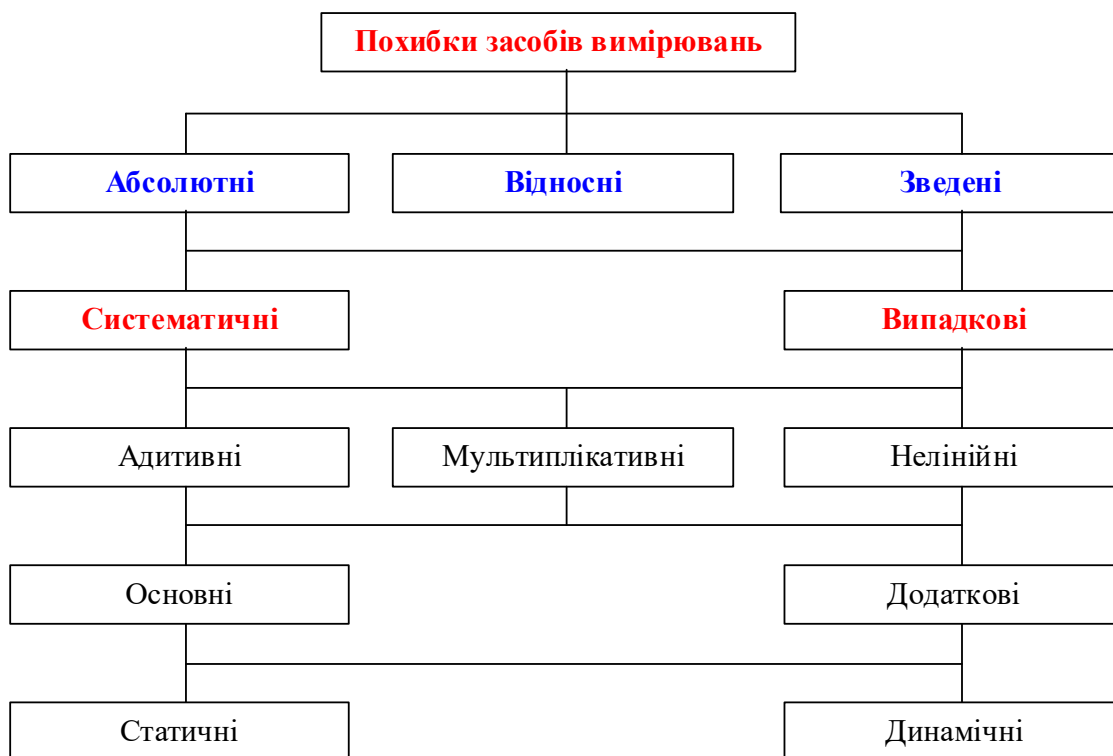 Похибки засобів вимірювань
Абсолютні
Відносні
Зведені
Систематичні
Випадкові
Адитивні
Мультиплікативні
Нелінійні
Основні
Додаткові
Статичні
Динамічні